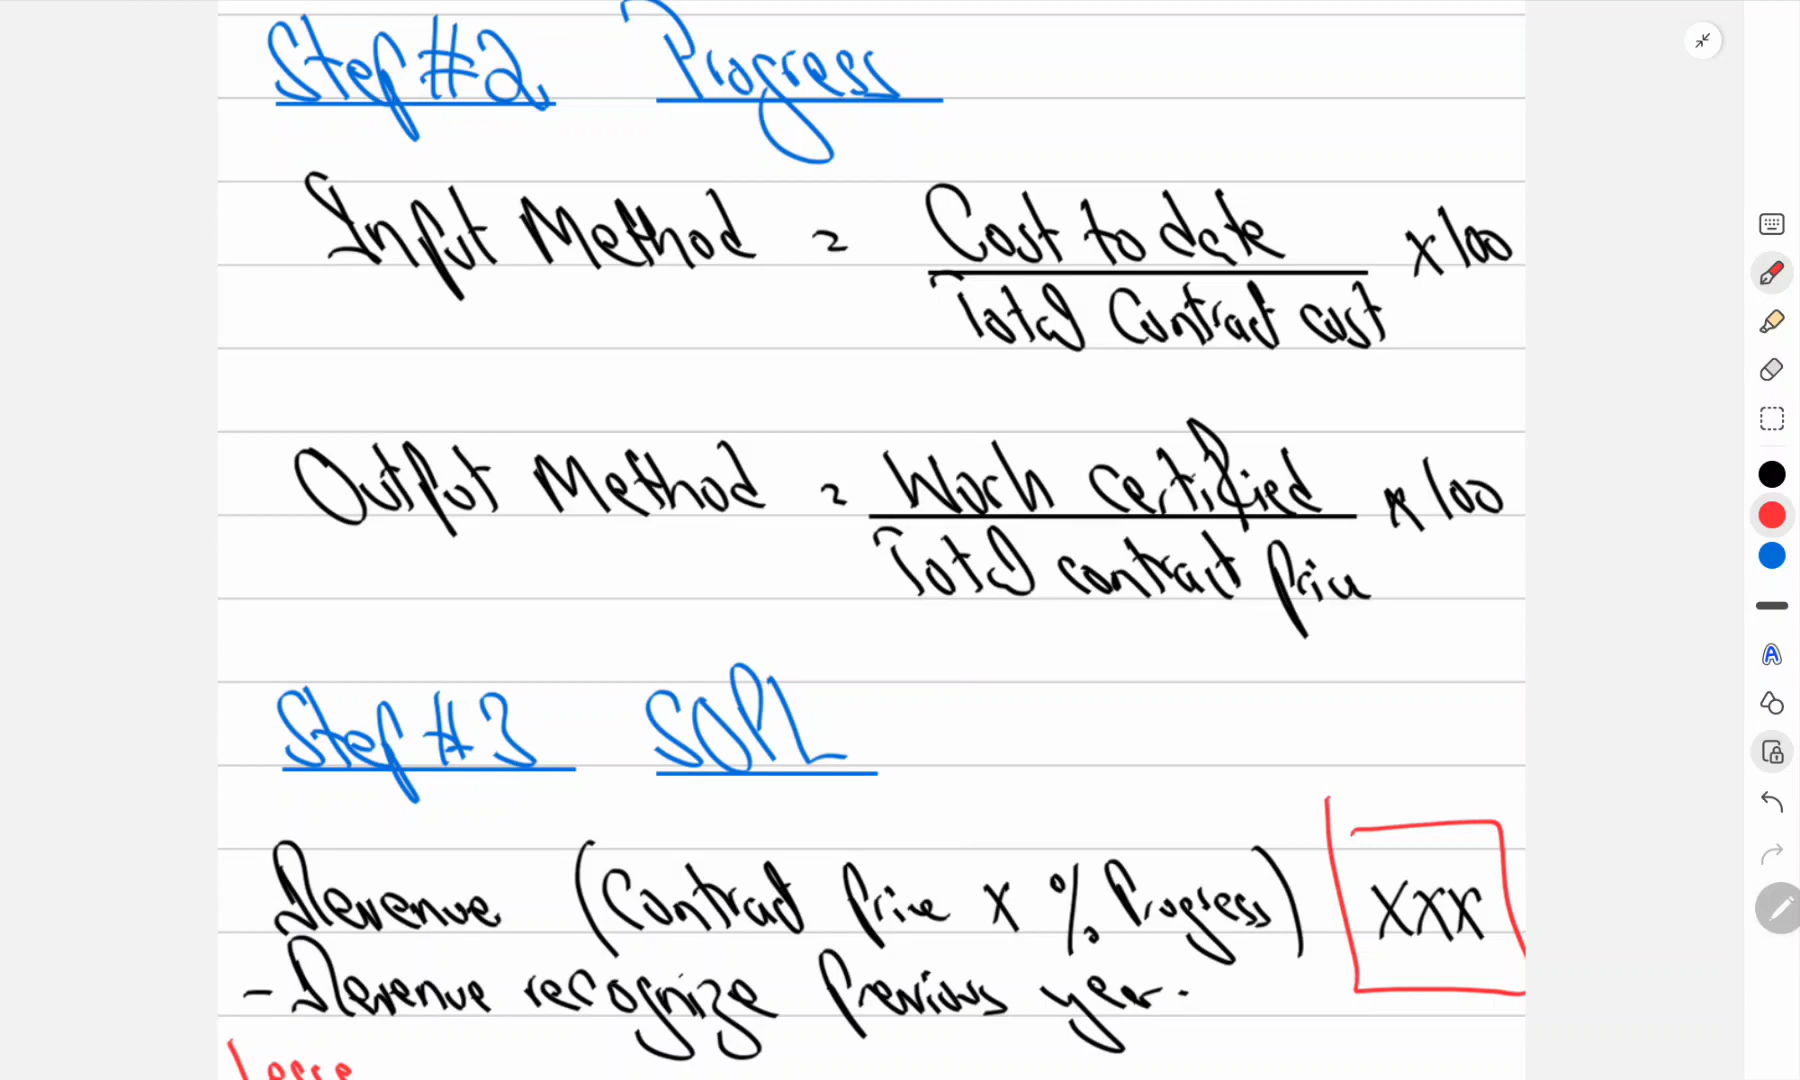 Step #2 Progress
Input Method = Cost to date x 100
Total Contract cost
Output Method = Work certified x 100
Total contract price
Step #3 SOPL
Revenue (Contract price x % Progress) xxx
- Revenue recognize previous year.